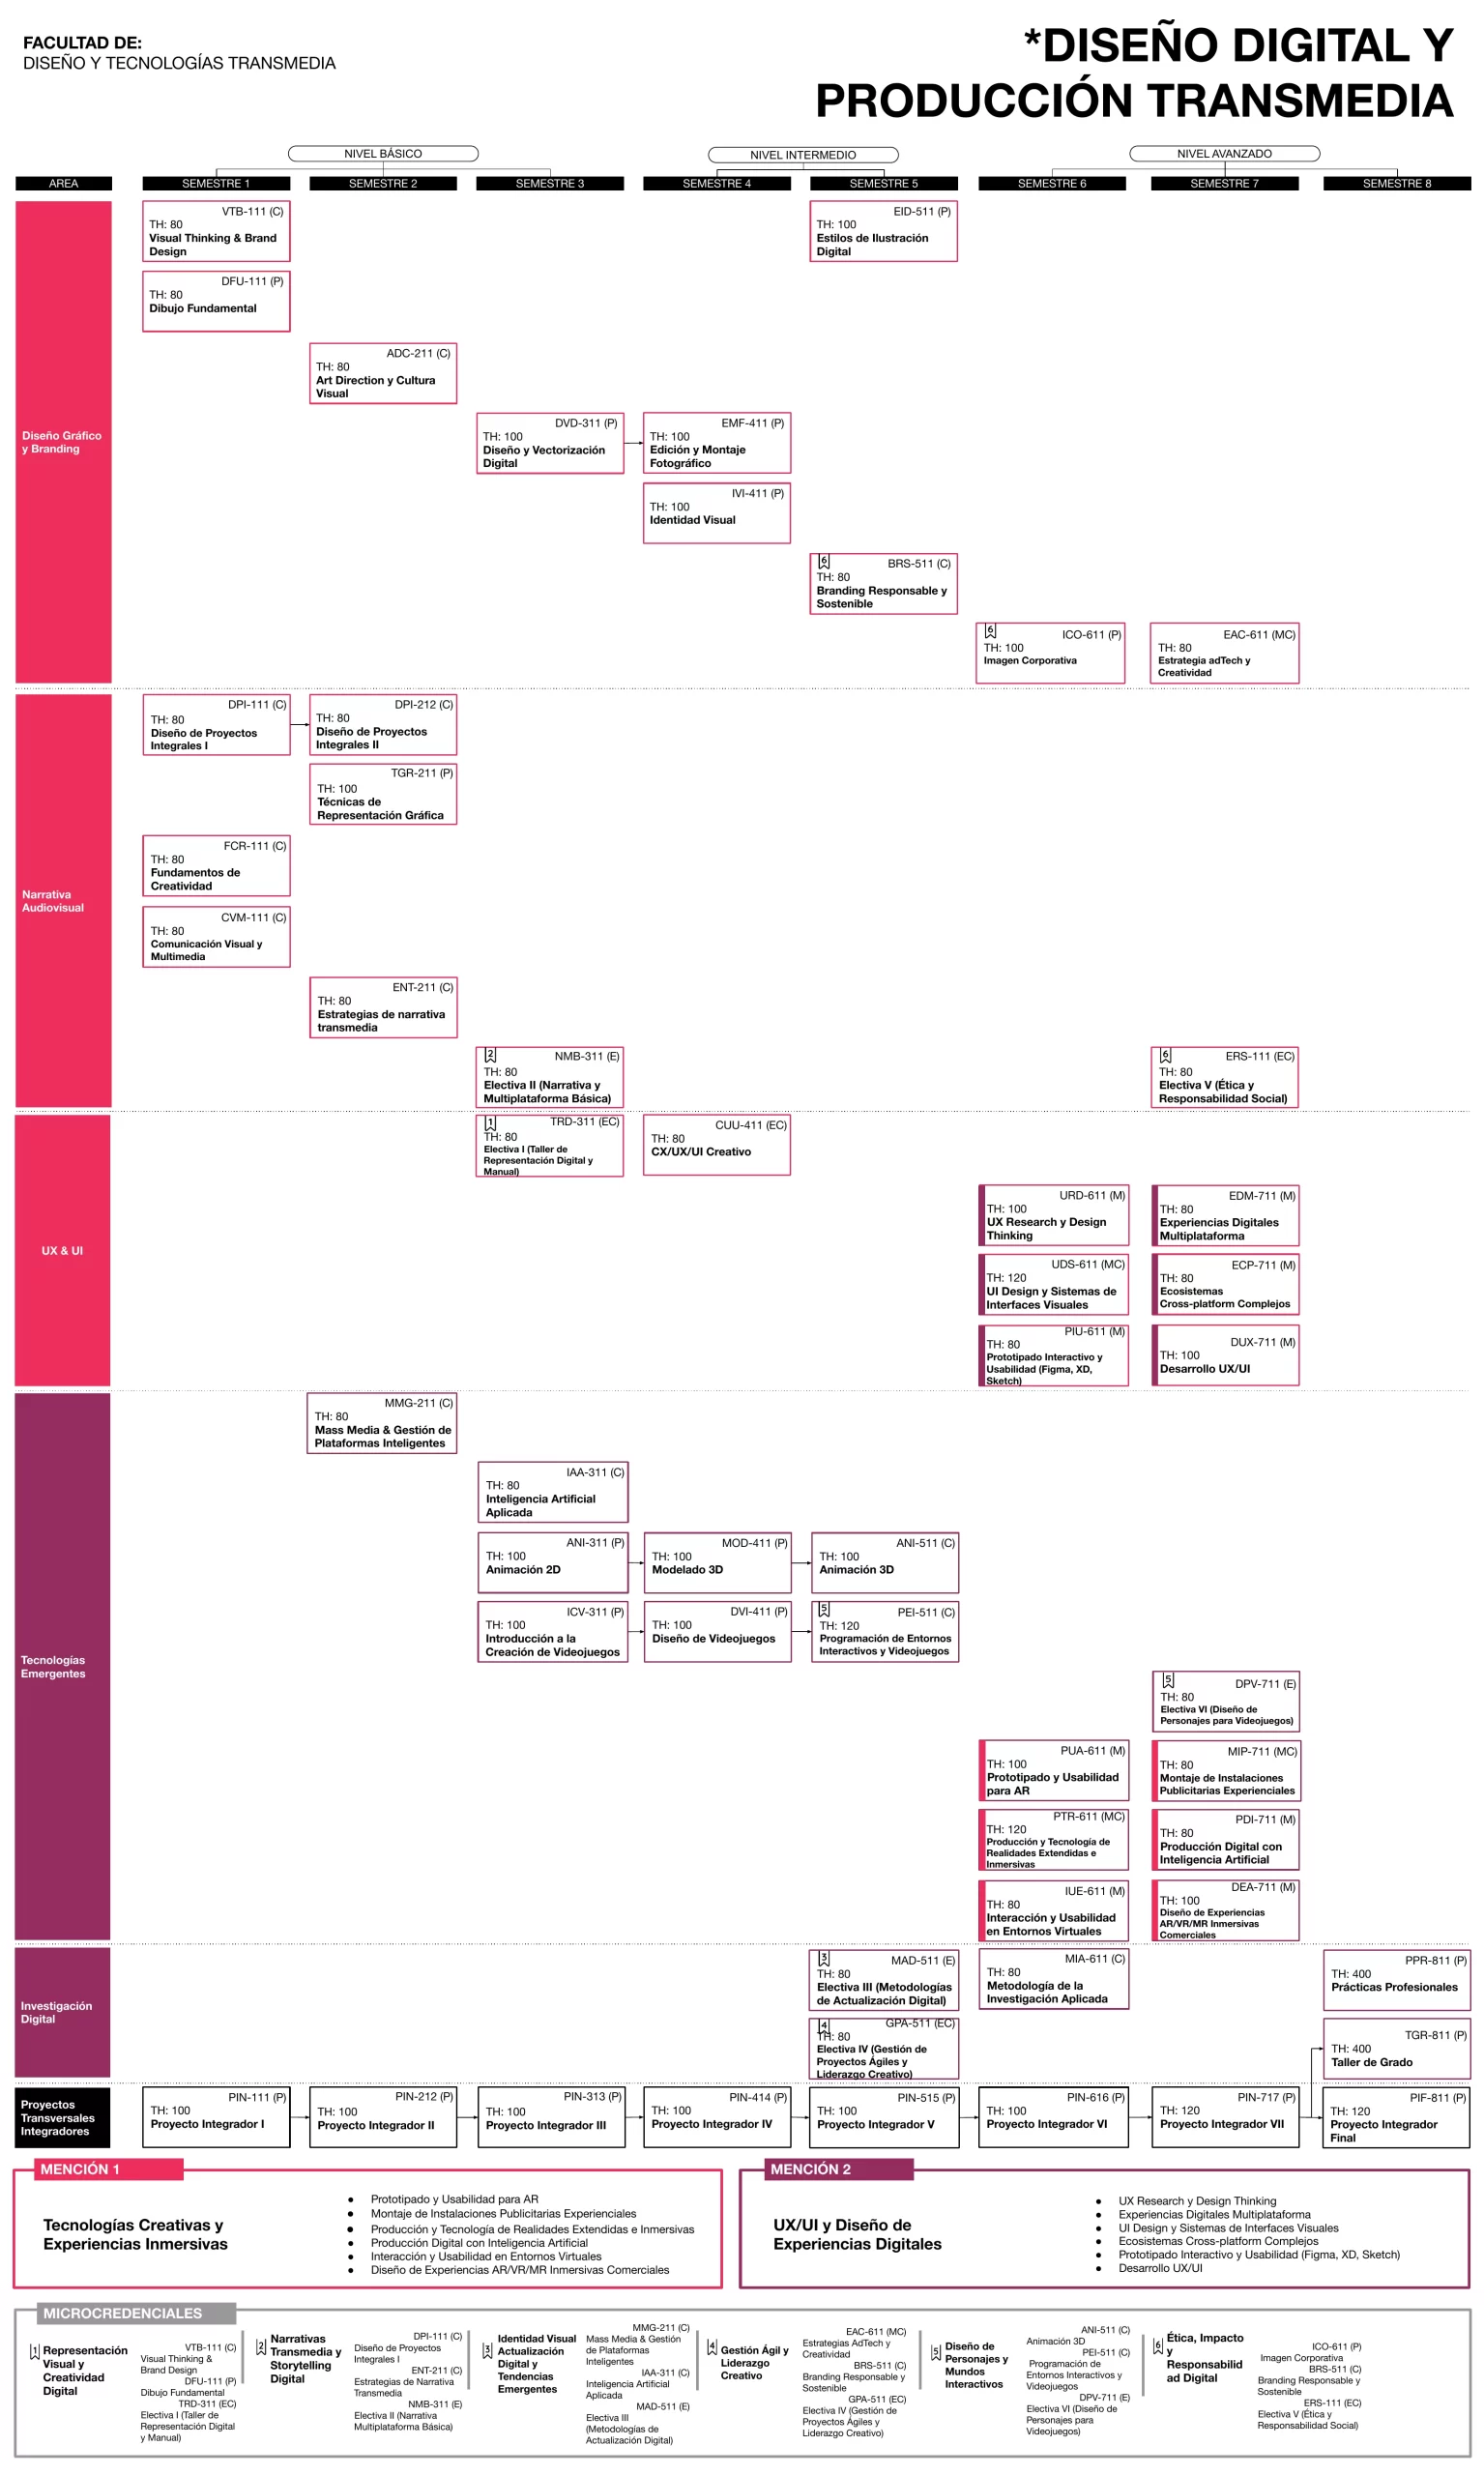 FACULTAD DE:
DISEÑO Y TECNOLOGÍAS TRANSMEDIA
*DISEÑO DIGITAL Y
PRODUCCIÓN TRANSMEDIA
NIVEL BÁSICO
NIVEL INTERMEDIO
NIVEL AVANZADO
AREA
SEMESTRE 1
SEMESTRE 2
SEMESTRE 3
SEMESTRE 4
SEMESTRE 5
SEMESTRE 6
SEMESTRE 7
SEMESTRE 8
Diseño Gráfico
y Branding
VTB-111 (C)
TH: 80
Visual Thinking & Brand
Design
EID-511 (P)
TH: 100
Estilos de Ilustración
Digital
DFU-111 (P)
TH: 80
Dibujo Fundamental
ADC-211 (C)
TH: 80
Art Direction y Cultura
Visual
DVD-311 (P)
TH: 100
Diseño y Vectorización
Digital
EMF-411 (P)
TH: 100
Edición y Montaje
Fotográfico
IVI-411 (P)
TH: 100
Identidad Visual
6
BRS-511 (C)
TH: 80
Branding Responsable y
Sostenible
6
ICO-611 (P)
TH: 100
Imagen Corporativa
EAC-611 (MC)
TH: 80
Estrategia adTech y
Creatividad
Narrativa
Audiovisual
DPI-111 (C)
TH: 80
Diseño de Proyectos
Integrales I
DPI-212 (C)
TH: 80
Diseño de Proyectos
Integrales II
TGR-211 (P)
TH: 100
Técnicas de
Representación Gráfica
FCR-111 (C)
TH: 80
Fundamentos de
Creatividad
CVM-111 (C)
TH: 80
Comunicación Visual y
Multimedia
ENT-211 (C)
TH: 80
Estrategias de narrativa
transmedia
2
NMB-311 (E)
TH: 80
Electiva II (Narrativa y
Multiplataforma Básica)
6
ERS-111 (EC)
TH: 80
Electiva V (Ética y
Responsabilidad Social)
UX & UI
1
TRD-311 (EC)
TH: 80
Electiva I (Taller de
Representación Digital y
Manual)
CUU-411 (EC)
TH: 80
CX/UX/UI Creativo
URD-611 (M)
TH: 100
UX Research y Design
Thinking
EDM-711 (M)
TH: 80
Experiencias Digitales
Multiplataforma
UDS-611 (MC)
TH: 120
UI Design y Sistemas de
Interfaces Visuales
ECP-711 (M)
TH: 80
Ecosistemas
Cross-platform Complejos
PIU-611 (M)
TH: 80
Prototipado Interactivo y
Usabilidad (Figma, XD,
Sketch)
DUX-711 (M)
TH: 100
Desarrollo UX/UI
Tecnologías
Emergentes
MMG-211 (C)
TH: 80
Mass Media & Gestión de
Plataformas Inteligentes
IAA-311 (C)
TH: 80
Inteligencia Artificial
Aplicada
ANI-311 (P)
TH: 100
Animación 2D
MOD-411 (P)
TH: 100
Modelado 3D
ANI-511 (C)
TH: 100
Animación 3D
ICV-311 (P)
TH: 100
Introducción a la
Creación de Videojuegos
DVI-411 (P)
TH: 100
Diseño de Videojuegos
5
PEI-511 (C)
TH: 120
Programación de Entornos
Interactivos y Videojuegos
5
DPV-711 (E)
TH: 80
Electiva VI (Diseño de
Personajes para Videojuegos)
PUA-611 (M)
TH: 100
Prototipado y Usabilidad
para AR
MIP-711 (MC)
TH: 80
Montaje de Instalaciones
Publicitarias Experienciales
PTR-611 (MC)
TH: 120
Producción y Tecnología de
Realidades Extendidas e
Inmersivas
PDI-711 (M)
TH: 80
Producción Digital con
Inteligencia Artificial
IUE-611 (M)
TH: 80
Interacción y Usabilidad
en Entornos Virtuales
DEA-711 (M)
TH: 100
Diseño de Experiencias
AR/VR/MR Inmersivas
Comerciales
Investigación
Digital
3
MAD-511 (E)
TH: 80
Electiva III (Metodologías
de Actualización Digital)
MIA-611 (C)
TH: 80
Metodología de la
Investigación Aplicada
PPR-811 (P)
TH: 400
Prácticas Profesionales
4
GPA-511 (EC)
TH: 80
Electiva IV (Gestión de
Proyectos Ágiles y
Liderazgo Creativo)
TGR-811 (P)
TH: 400
Taller de Grado
Proyectos
Transversales
Integradores
PIN-111 (P)
TH: 100
Proyecto Integrador I
PIN-212 (P)
TH: 100
Proyecto Integrador II
PIN-313 (P)
TH: 100
Proyecto Integrador III
PIN-414 (P)
TH: 100
Proyecto Integrador IV
PIN-515 (P)
TH: 100
Proyecto Integrador V
PIN-616 (P)
TH: 100
Proyecto Integrador VI
PIN-717 (P)
TH: 120
Proyecto Integrador VII
PIF-811 (P)
TH: 120
Proyecto Integrador
Final
MENCIÓN 1
Tecnologías Creativas y
Experiencias Inmersivas
● Prototipado y Usabilidad para AR
● Montaje de Instalaciones Publicitarias Experienciales
● Producción y Tecnología de Realidades Extendidas e Inmersivas
● Producción Digital con Inteligencia Artificial
● Interacción y Usabilidad en Entornos Virtuales
● Diseño de Experiencias AR/VR/MR Inmersivas Comerciales
MENCIÓN 2
UX/UI y Diseño de
Experiencias Digitales
● UX Research y Design Thinking
● Experiencias Digitales Multiplataforma
● UI Design y Sistemas de Interfaces Visuales
● Ecosistemas Cross-platform Complejos
● Prototipado Interactivo y Usabilidad (Figma, XD, Sketch)
● Desarrollo UX/UI
MICROCREDENCIALES
1
Representación
Visual y
Creatividad
Digital
VTB-111 (C)
Visual Thinking &
Brand Design
DFU-111 (P)
Dibujo Fundamental
TRD-311 (EC)
Electiva I (Taller de
Representación Digital
y Manual)
2
Narrativas
Transmedia y
Storytelling
Digital
DPI-111 (C)
Diseño de Proyectos
Integrales I
ENT-211 (C)
Estrategias de Narrativa
Transmedia
NMB-311 (E)
Electiva II (Narrativa
Multiplataforma Básica)
3
Identidad Visual
Actualización
Digital y
Tendencias
Emergentes
MMG-211 (C)
Mass Media & Gestión
de Plataformas
Inteligentes
IAA-311 (C)
Inteligencia Artificial
Aplicada
MAD-511 (E)
Electiva III
(Metodologías de
Actualización Digital)
4
Gestión Ágil y
Liderazgo
Creativo
EAC-611 (MC)
Estrategias AdTech y
Creatividad
BRS-511 (C)
Branding Responsable y
Sostenible
GPA-511 (EC)
Electiva IV (Gestión de
Proyectos Ágiles y
Liderazgo Creativo)
5
Diseño de
Personajes y
Mundos
Interactivos
ANI-511 (C)
Animación 3D
PEI-511 (C)
Programación de
Entornos Interactivos y
Videojuegos
DPV-711 (E)
Electiva VI (Diseño de
Personajes para
Videojuegos)
6
Ética, Impacto
y
Responsabilid
ad Digital
ICO-611 (P)
Imagen Corporativa
BRS-511 (C)
Branding Responsable y
Sostenible
ERS-111 (EC)
Electiva V (Ética y
Responsabilidad Social)